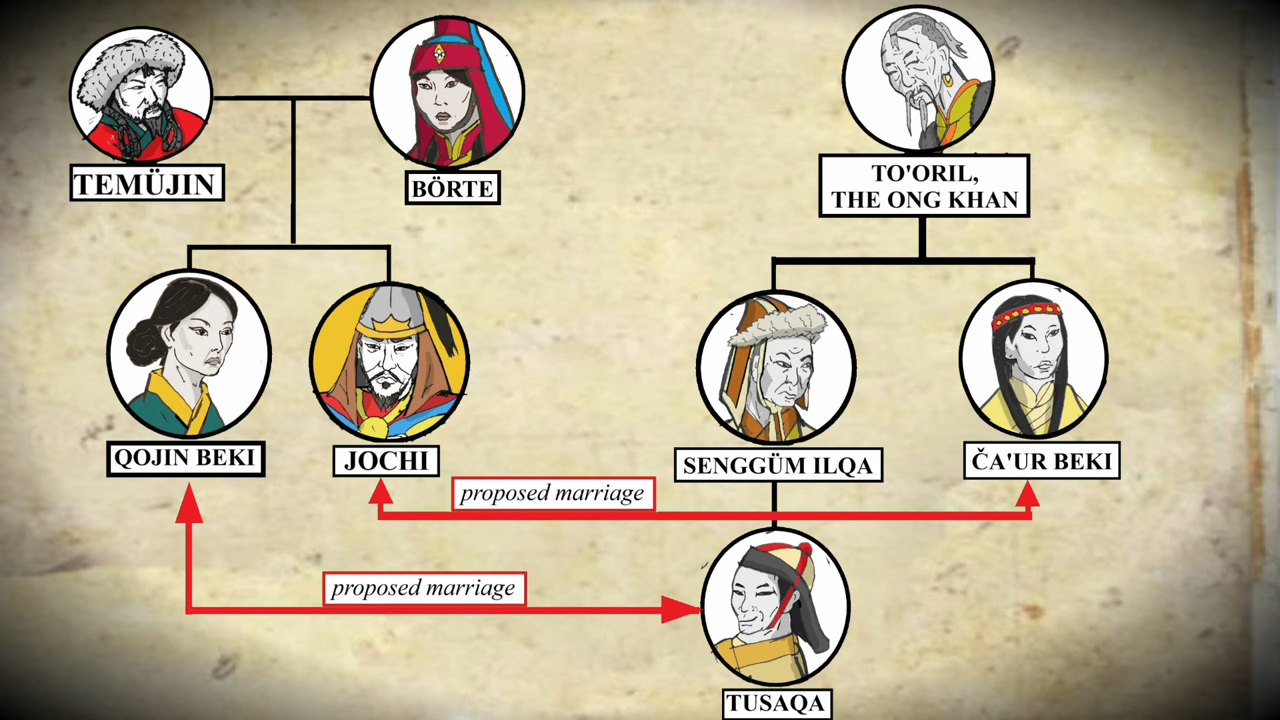 TEMÜJIN
BÖRTE
TO'ORIL,
THE ONG KHAN
QOJIN BEKI
JOCHI
SENGGÜM ILQA
ČA'UR BEKI
proposed marriage
proposed marriage
TUSAQA